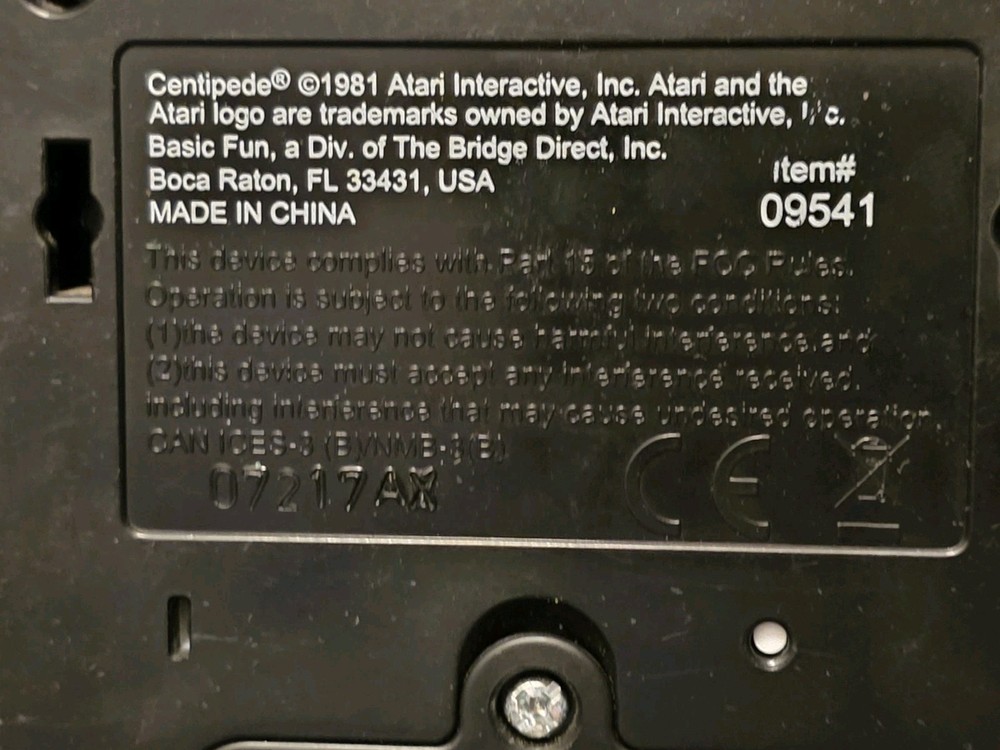 Centipede® ©1981 Atari Interactive, Inc. Atari and the
Atari logo are trademarks owned by Atari Interactive, Inc.
Basic Fun, a Div. of The Bridge Direct, Inc.
Boca Raton, FL 33431, USA
MADE IN CHINA
Item#
09541
This device complies with Part 15 of the FCC Rules.
Operation is subject to the following two conditions:
(1)the device may not cause harmful interference,and
(2)this device must accept any interference received,
including interference that may cause undesired operation.
CAN ICES-3 (B)/NMB-3(B)
07217AX
CE